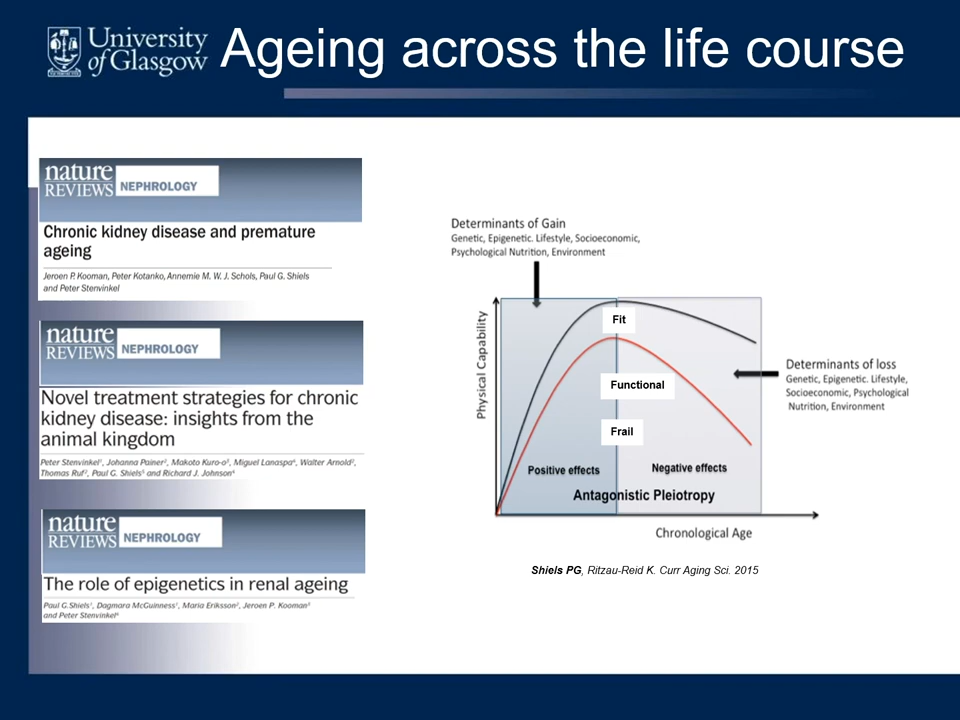 University
of Glasgow
Ageing across the life course
nature
REVIEWS NEPHROLOGY
Chronic kidney disease and premature
ageing
Jeroen P. Kooman, Peter Kotanko, Annemie M. W. J. Schols, Paul G. Shiels
and Peter Stenvinkel
nature
REVIEWS NEPHROLOGY
Novel treatment strategies for chronic
kidney disease: insights from the
animal kingdom
Peter Stenvinkel¹, Johanna Painer², Makoto Kuro-o³, Miguel Lanaspa⁴, Walter Arnold²,
Thomas Ruf², Paul G. Shiels⁵ and Richard J. Johnson⁴
nature
REVIEWS NEPHROLOGY
The role of epigenetics in renal ageing
Paul G. Shiels¹, Dagmara McGuinness¹, Maria Eriksson², Jeroen P. Kooman³
and Peter Stenvinkel⁴
Determinants of Gain
Genetic, Epigenetic. Lifestyle, Socioeconomic,
Psychological Nutrition, Environment
Physical Capability
Fit
Functional
Frail
Positive effects
Negative effects
Antagonistic Pleiotropy
Chronological Age
Determinants of loss
Genetic, Epigenetic. Lifestyle,
Socioeconomic, Psychological
Nutrition, Environment
Shiels PG, Ritzau-Reid K. Curr Aging Sci. 2015